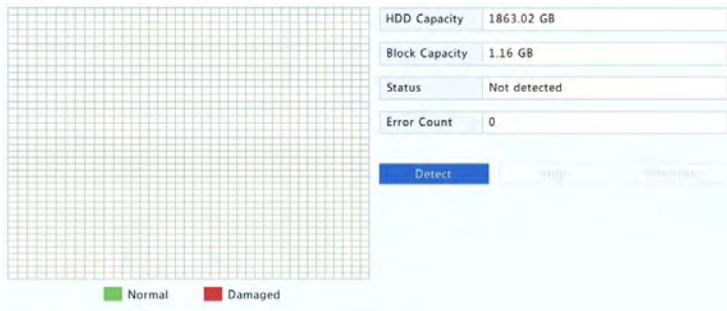 HDD Capacity 1863.02 GB
Block Capacity 1.16 GB
Status Not detected
Error Count 0
Detect
Normal Damaged